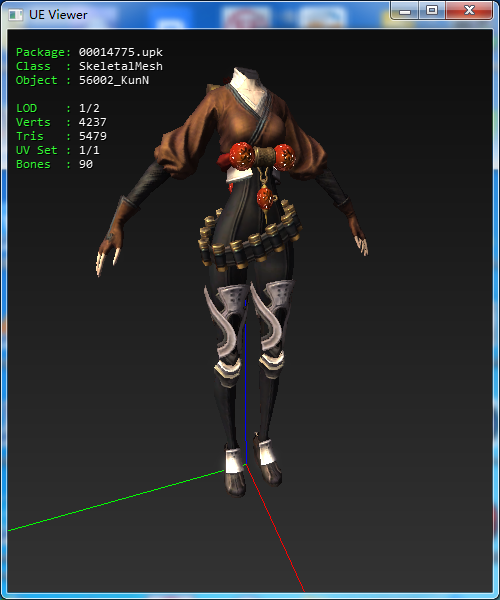 UE Viewer
Package: 00014775.upk
Class : SkeletalMesh
Object : 56002_KunN
LOD : 1/2
Verts : 4237
Tris : 5479
UV Set : 1/1
Bones : 90